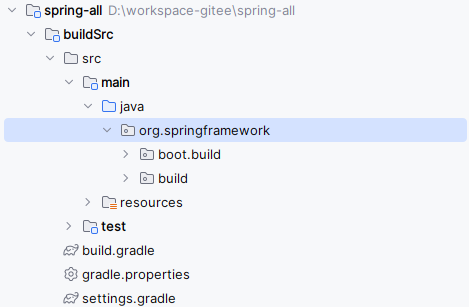 spring-all D:\workspace-gitee\spring-all
buildSrc
src
main
java
org.springframework
boot.build
build
resources
test
build.gradle
gradle.properties
settings.gradle